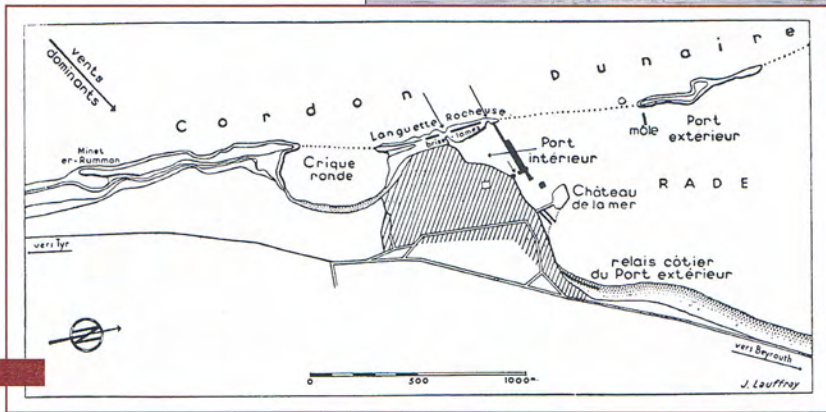 vents
dominants
Cordon Dunaire
Minet
er-Rumman
Crique
ronde
Languette Rocheuse
brise-lames
Port
intérieur
môle
Port
extérieur
RADE
Château
de la mer
relais côtier
du Port extérieur
vers Tyr
vers Beyrouth
N
0 500 1000 m.
J. Lauffray